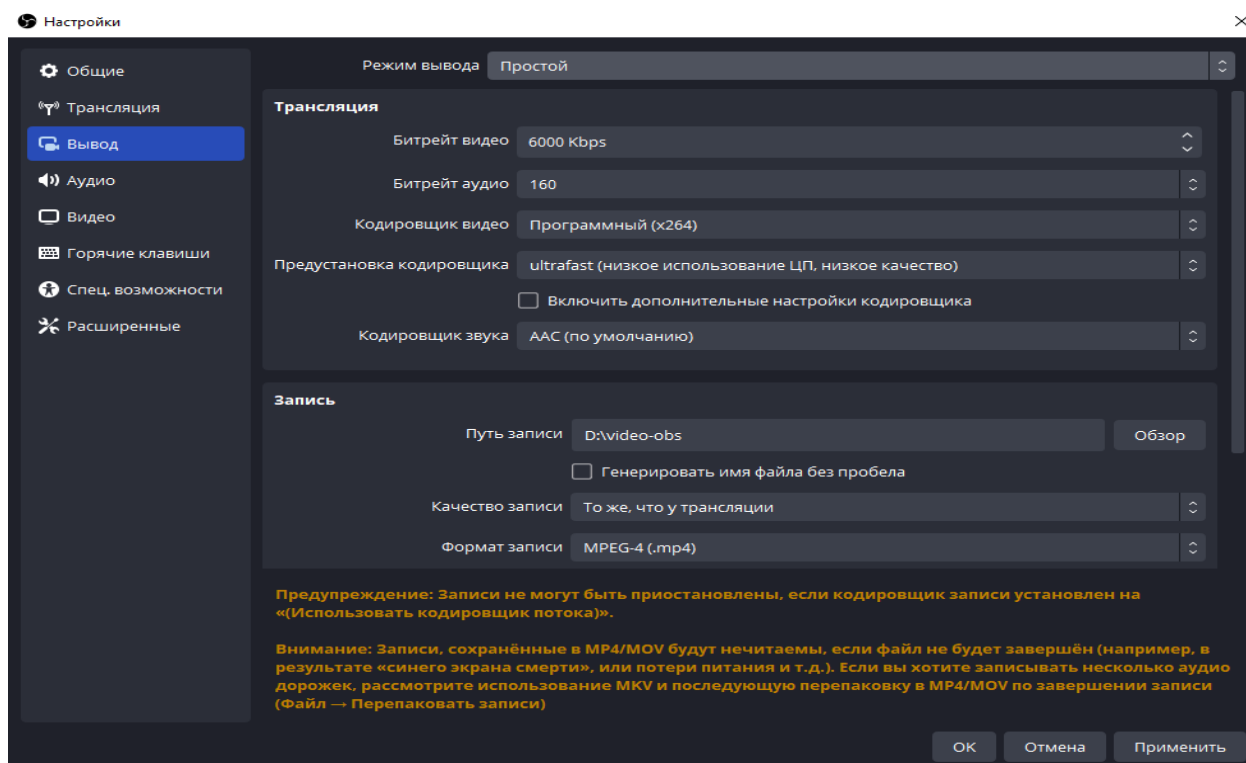 Настройки
Общие
Трансляция
Вывод
Аудио
Видео
Горячие клавиши
Спец. возможности
Расширенные
Режим вывода Простой
Трансляция
Битрейт видео 6000 Kbps
Битрейт аудио 160
Кодировщик видео Программный (x264)
Предустановка кодировщика ultrafast (низкое использование ЦП, низкое качество)
Включить дополнительные настройки кодировщика
Кодировщик звука AAC (по умолчанию)
Запись
Путь записи D:\video-obs Обзор
Генерировать имя файла без пробела
Качество записи То же, что у трансляции
Формат записи MPEG-4 (.mp4)
Предупреждение: Записи не могут быть приостановлены, если кодировщик записи установлен на
«(Использовать кодировщик потока)».
Внимание: Записи, сохранённые в MP4/MOV будут нечитаемы, если файл не будет завершён (например, в
результате «синего экрана смерти», или потери питания и т.д.). Если вы хотите записывать несколько аудио
дорожек, рассмотрите использование MKV и последующую перепаковку в MP4/MOV по завершении записи
(Файл → Перепаковать записи)
ОК Отмена Применить